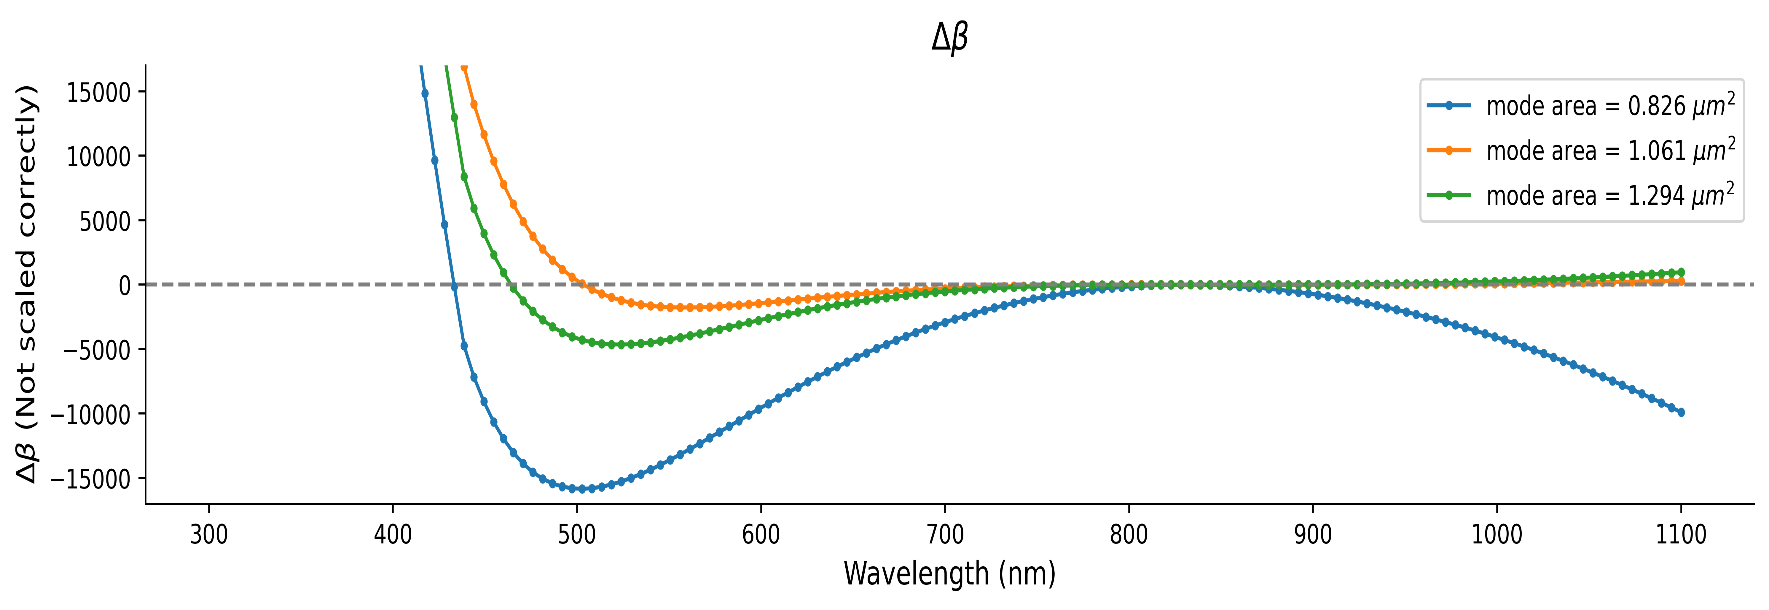 Δβ
Δβ (Not scaled correctly)
15000
10000
5000
0
−5000
−10000
−15000
mode area = 0.826 μm²
mode area = 1.061 μm²
mode area = 1.294 μm²
300 400 500 600 700 800 900 1000 1100
Wavelength (nm)